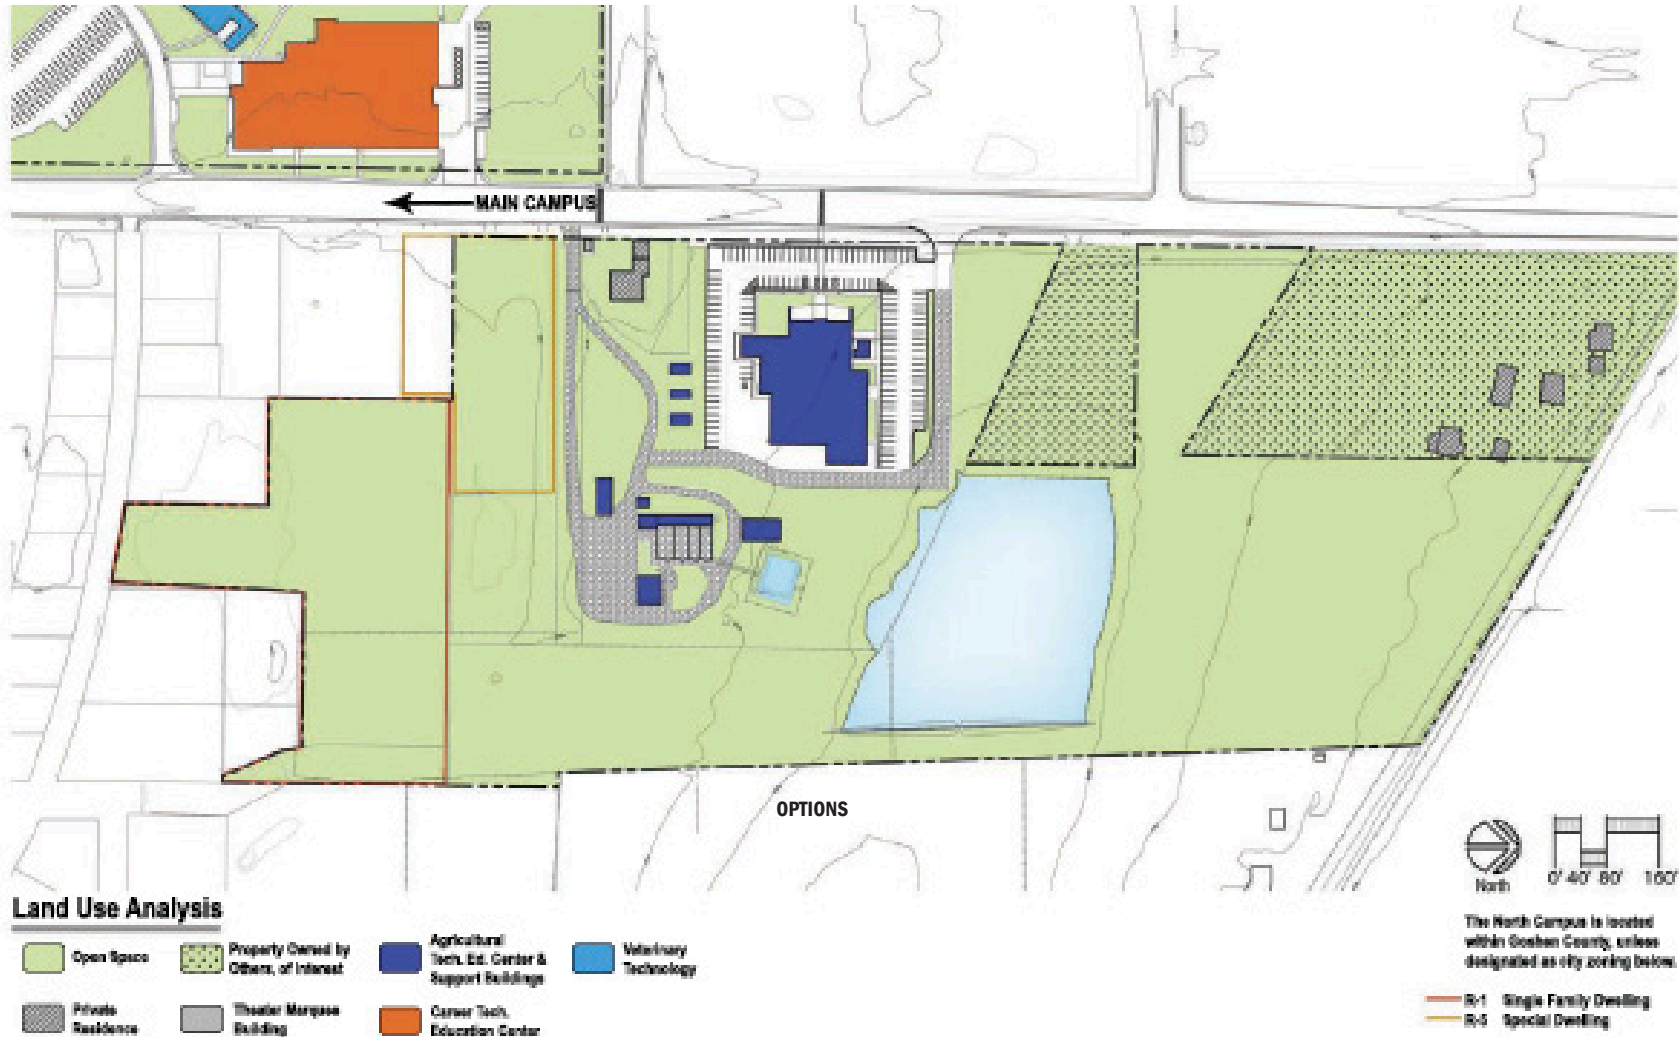 MAIN CAMPUS
OPTIONS
North
0' 40' 80' 160'
Land Use Analysis
Open Space
Property Owned by
Others, of Interest
Agricultural
Tech. Ed. Center &
Support Buildings
Veterinary
Technology
Private
Residence
Theater Marquee
Building
Career Tech.
Education Center
The North Campus is located
within Goshen County, unless
designated as city zoning below.
R-1 Single Family Dwelling
R-5 Special Dwelling